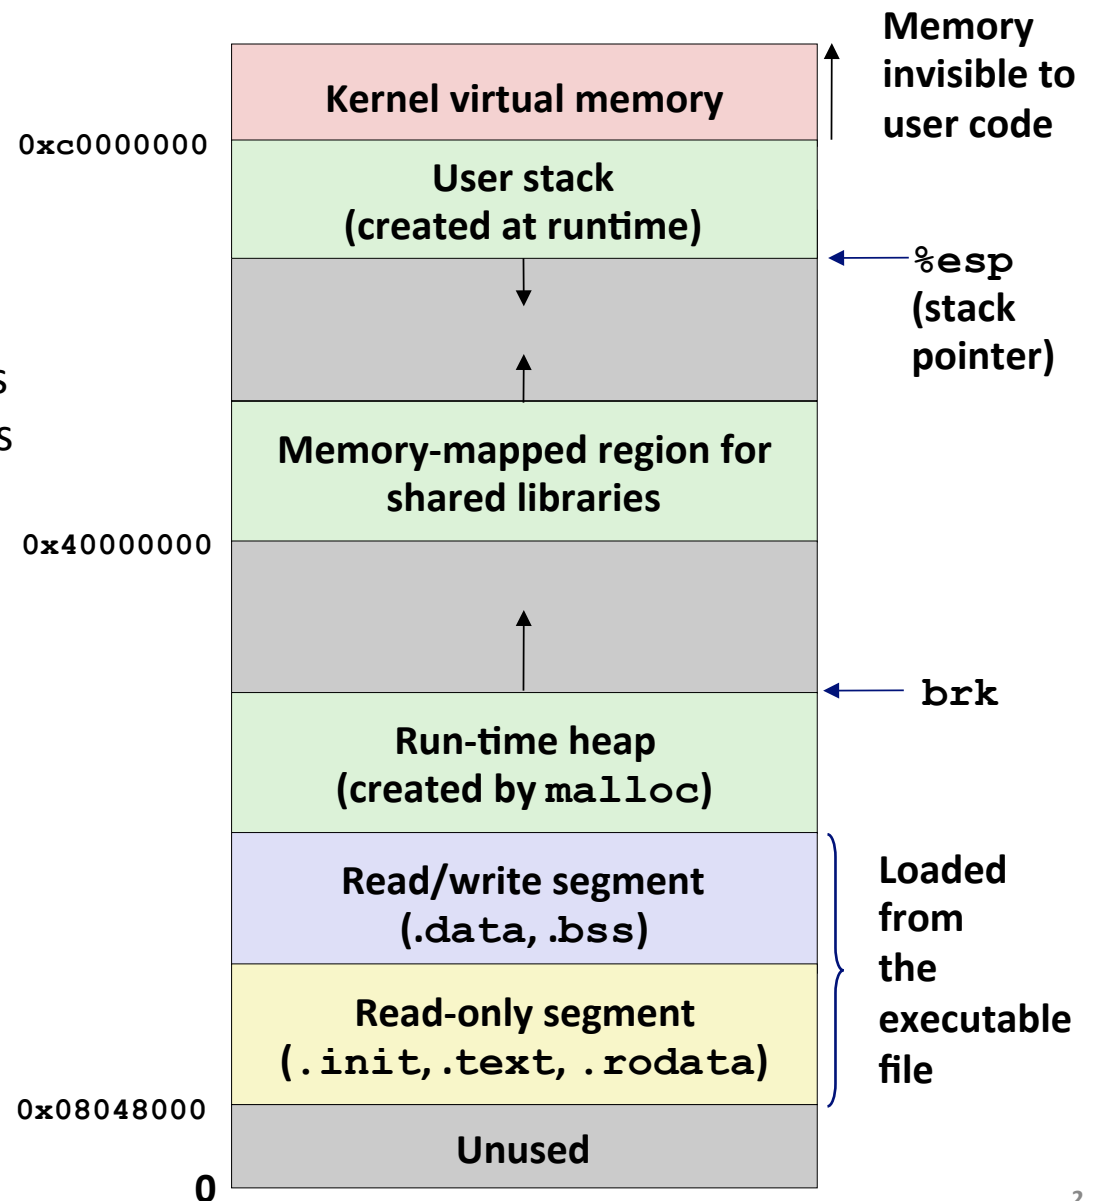 Memory
invisible to
user code
Kernel virtual memory
0xc0000000
User stack
(created at runtime)
%esp
(stack
pointer)
s
s
Memory-mapped region for
shared libraries
0x40000000
brk
Run-time heap
(created by malloc)
Read/write segment
(.data, .bss)
Loaded
from
the
executable
file
Read-only segment
(.init, .text, .rodata)
0x08048000
Unused
0
2